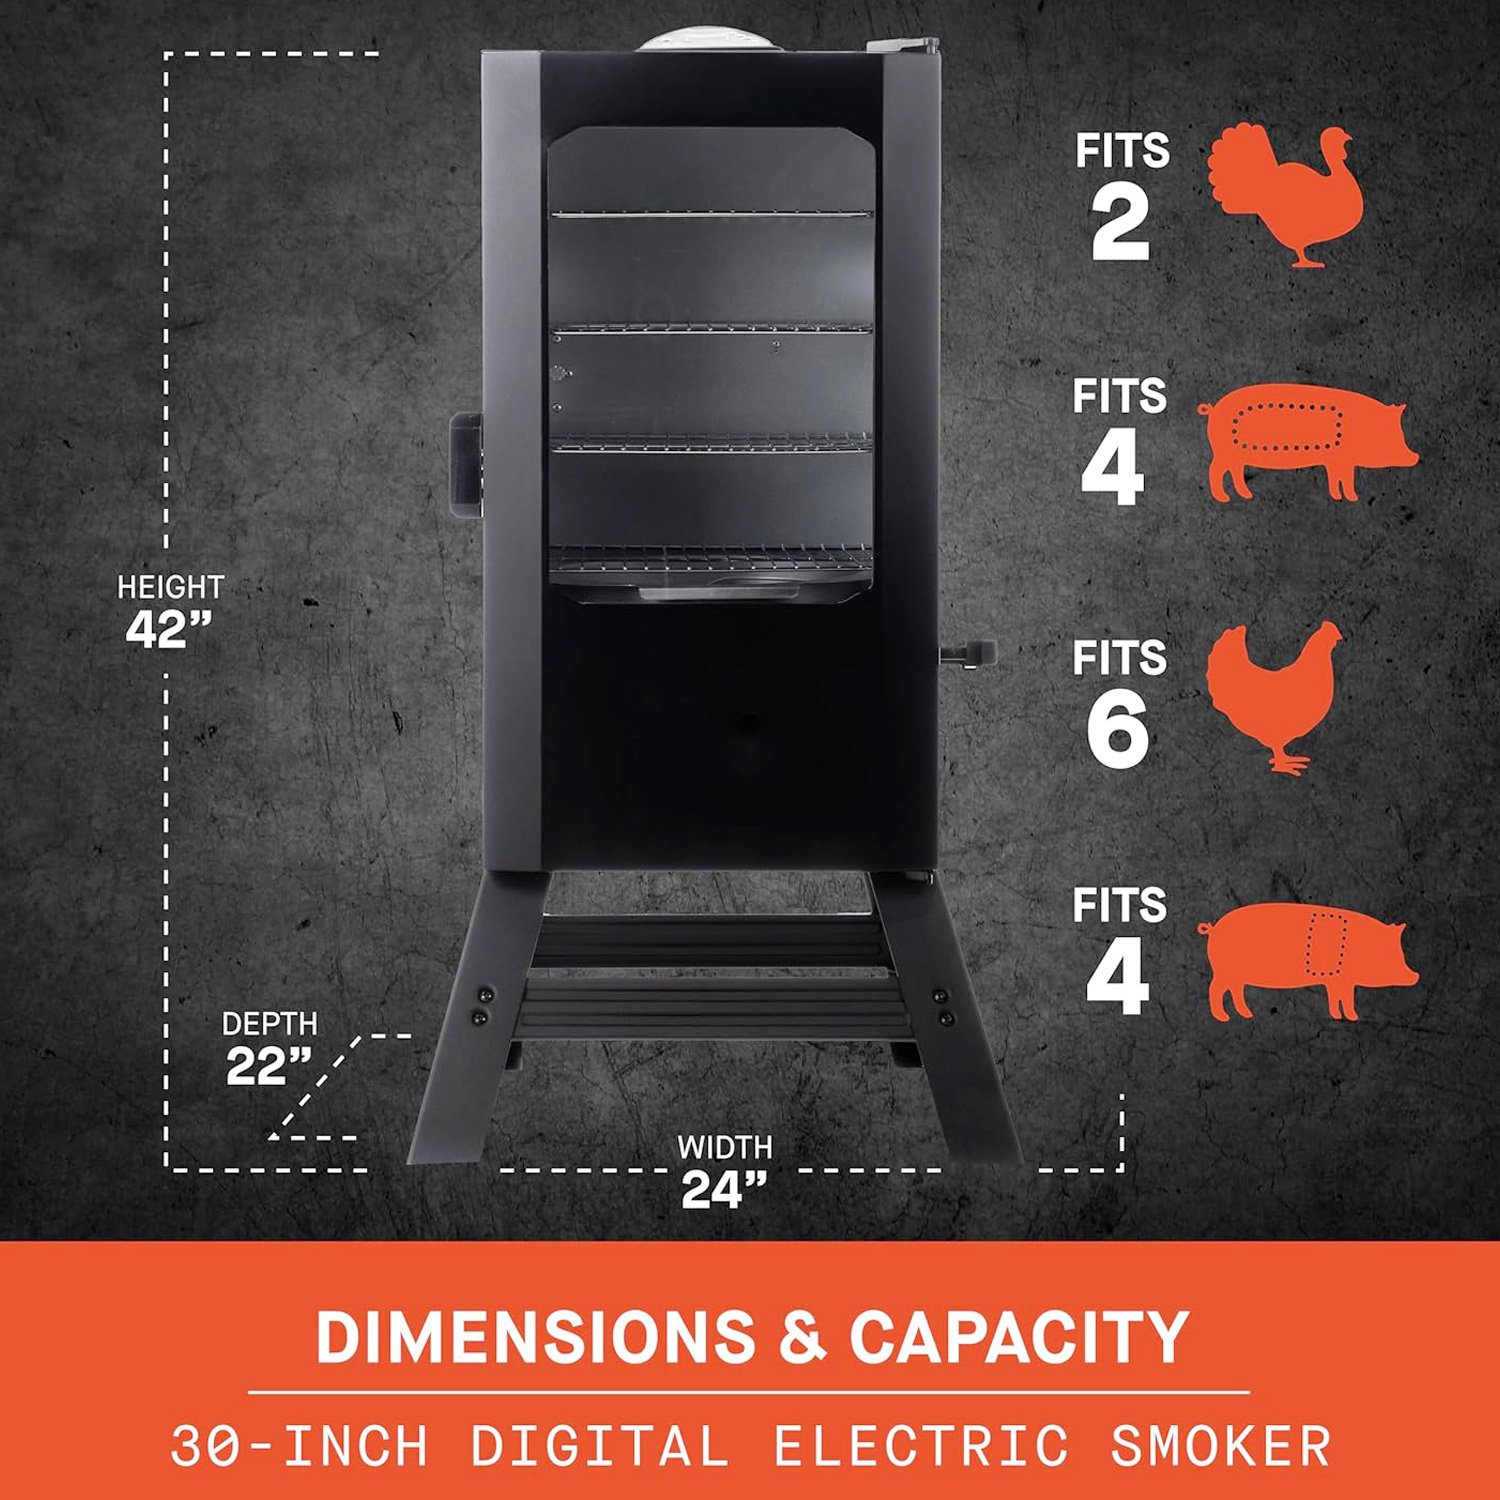 FITS
2
FITS
4
FITS
6
FITS
4
HEIGHT
42”
DEPTH
22”
WIDTH
24”
DIMENSIONS & CAPACITY
30-INCH DIGITAL ELECTRIC SMOKER